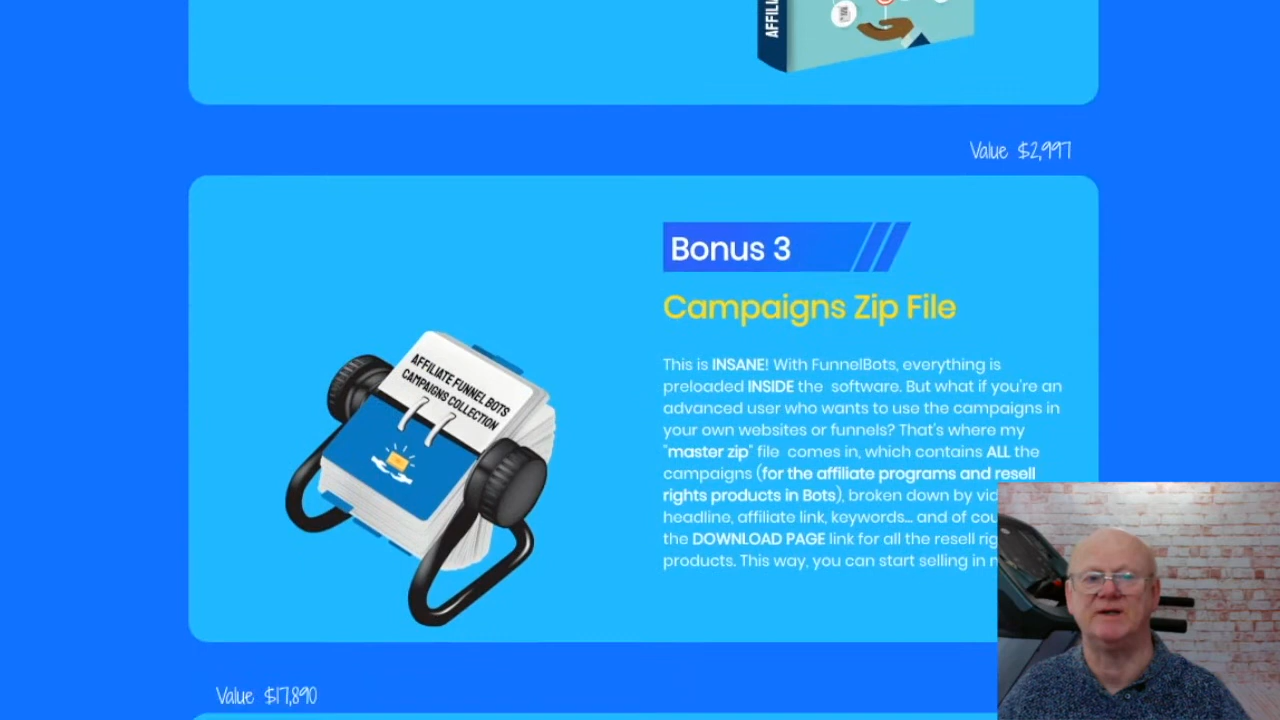 AFFILI
Value $2,997
Bonus 3
Campaigns Zip File
This is INSANE! With FunnelBots, everything is
preloaded INSIDE the software. But what if you're an
advanced user who wants to use the campaigns in
your own websites or funnels? That's where my
"master zip" file comes in, which contains ALL the
campaigns (for the affiliate programs and resell
rights products in Bots), broken down by vid
headline, affiliate link, keywords... and of cou
the DOWNLOAD PAGE link for all the resell rig
products. This way, you can start selling in
AFFILIATE FUNNEL BOTS
CAMPAIGNS COLLECTION
Value $17,890